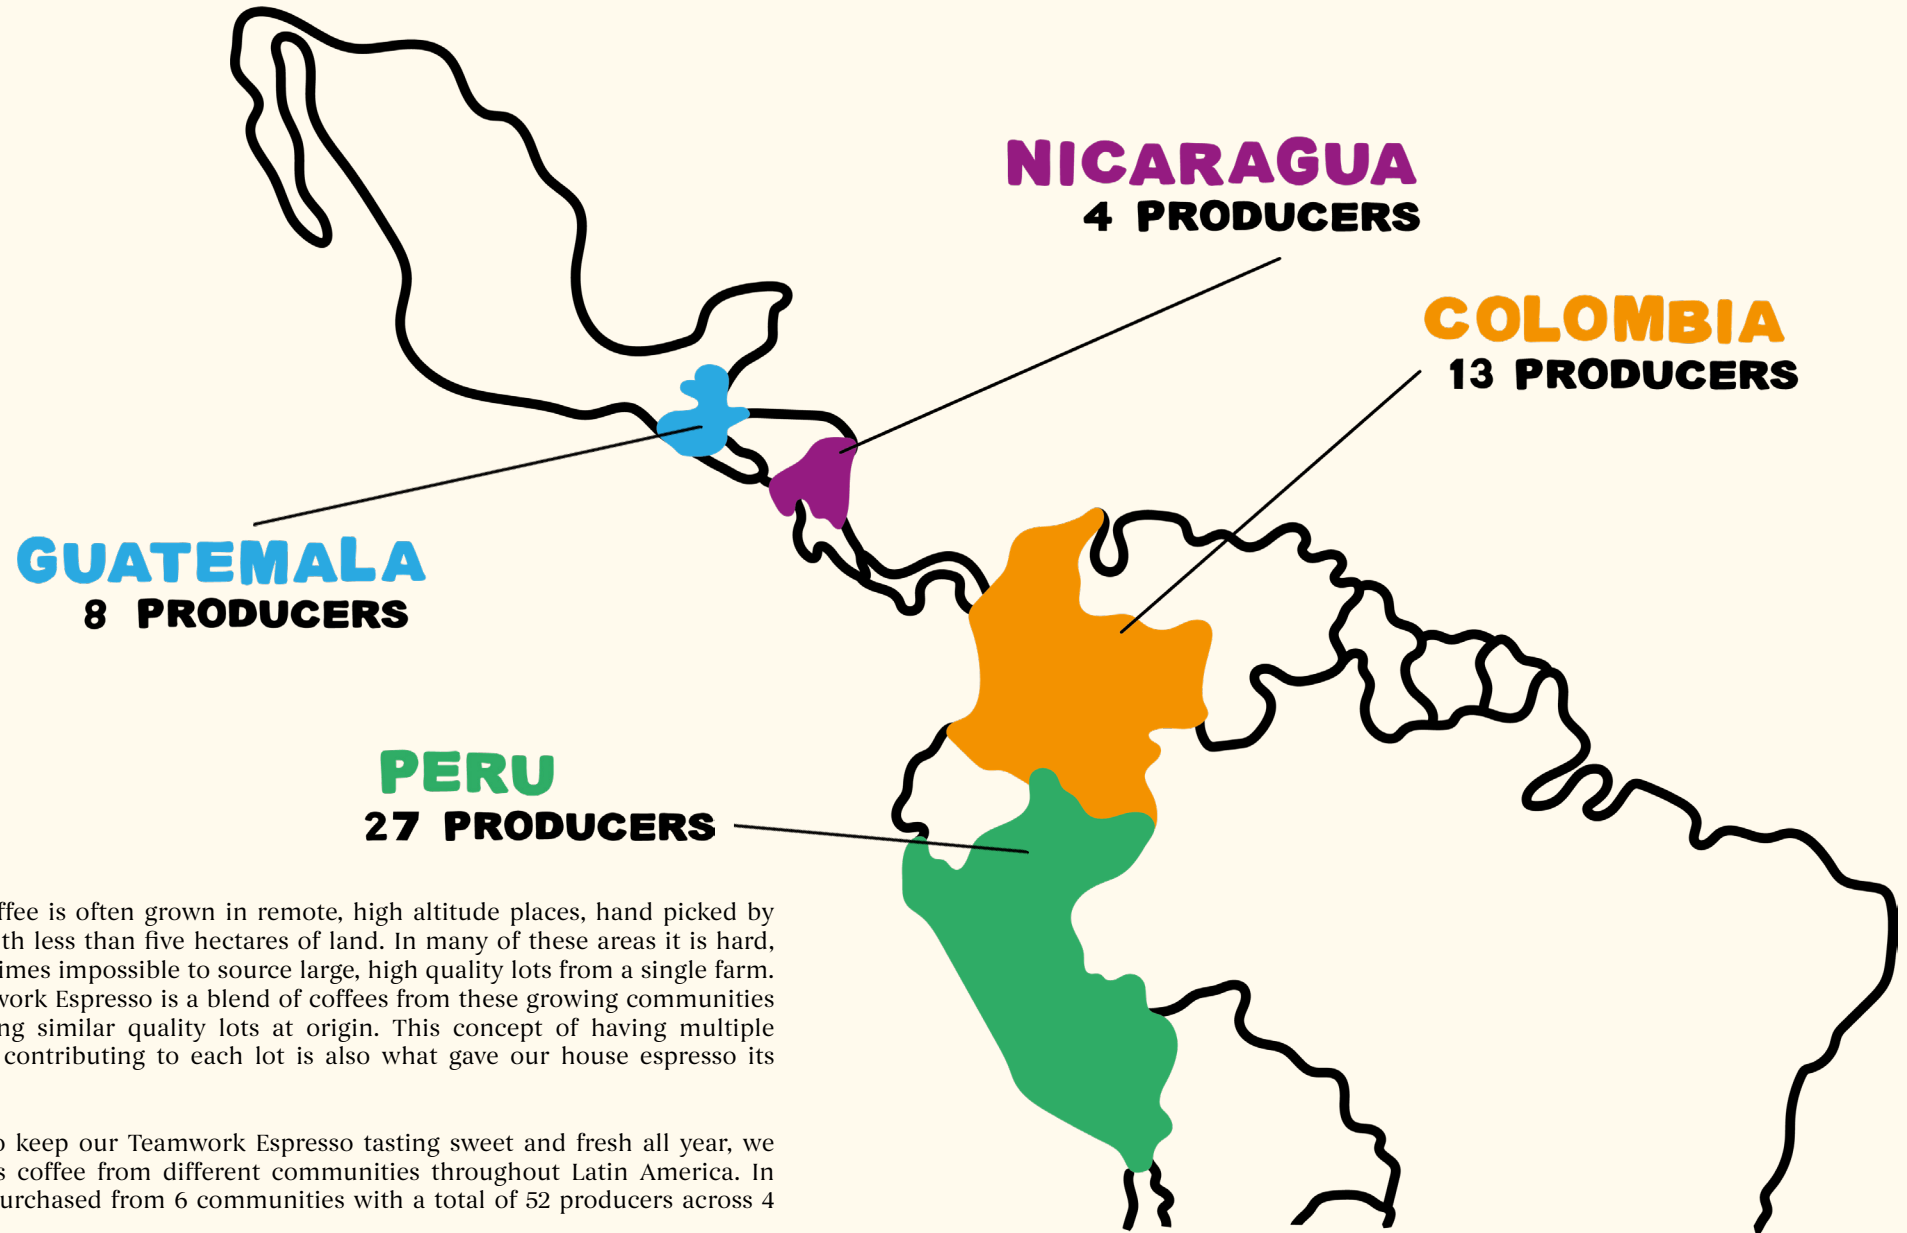 NICARAGUA
4 PRODUCERS
COLOMBIA
13 PRODUCERS
GUATEMALA
8 PRODUCERS
PERU
27 PRODUCERS
ffee is often grown in remote, high altitude places, hand picked by
th less than five hectares of land. In many of these areas it is hard,
imes impossible to source large, high quality lots from a single farm.
work Espresso is a blend of coffees from these growing communities
ng similar quality lots at origin. This concept of having multiple
contributing to each lot is also what gave our house espresso its
o keep our Teamwork Espresso tasting sweet and fresh all year, we
s coffee from different communities throughout Latin America. In
urchased from 6 communities with a total of 52 producers across 4